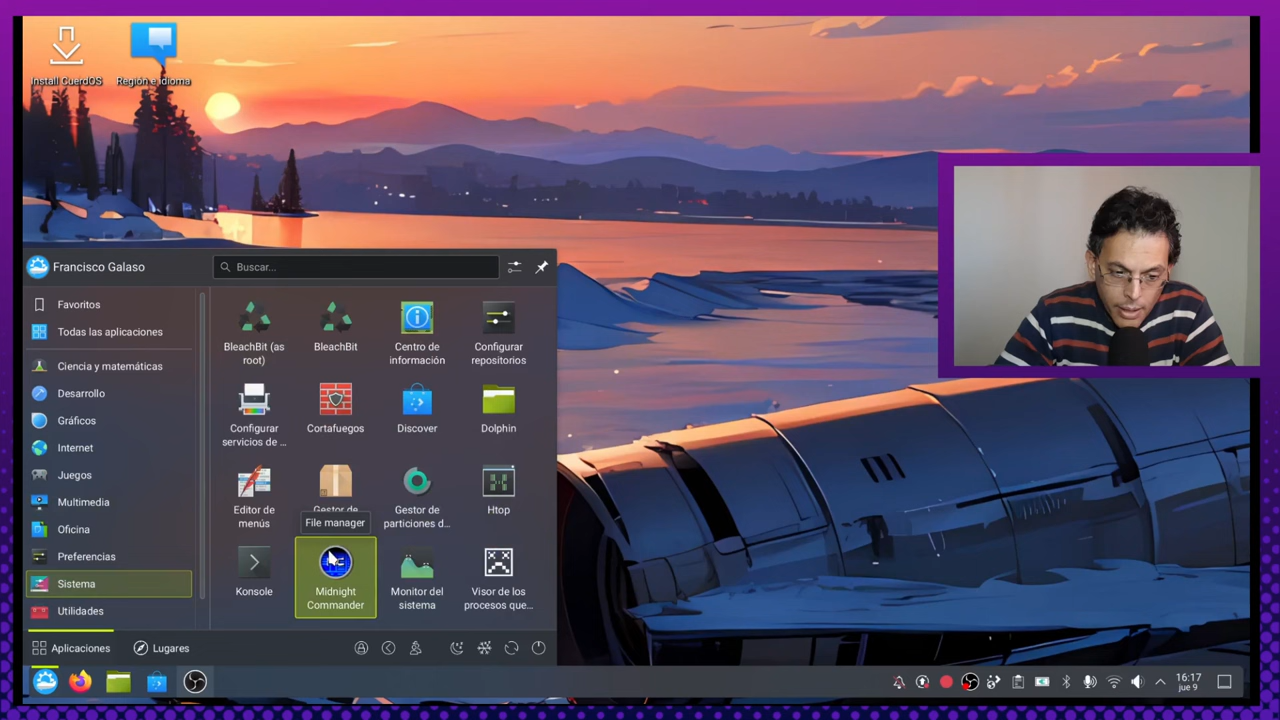 Install CuerdOS
Región e idioma
Francisco Galaso
Buscar...
Favoritos
Todas las aplicaciones
Ciencia y matemáticas
Desarrollo
Gráficos
Internet
Juegos
Multimedia
Oficina
Preferencias
Sistema
Utilidades
BleachBit (as
root)
BleachBit
Centro de
información
Configurar
repositorios
Configurar
servicios de ...
Cortafuegos
Discover
Dolphin
Editor de
menús
Gestor de
File manager
Gestor de
particiones d...
Htop
Konsole
Midnight
Commander
Monitor del
sistema
Visor de los
procesos que...
Aplicaciones
Lugares
16:17
jue 9